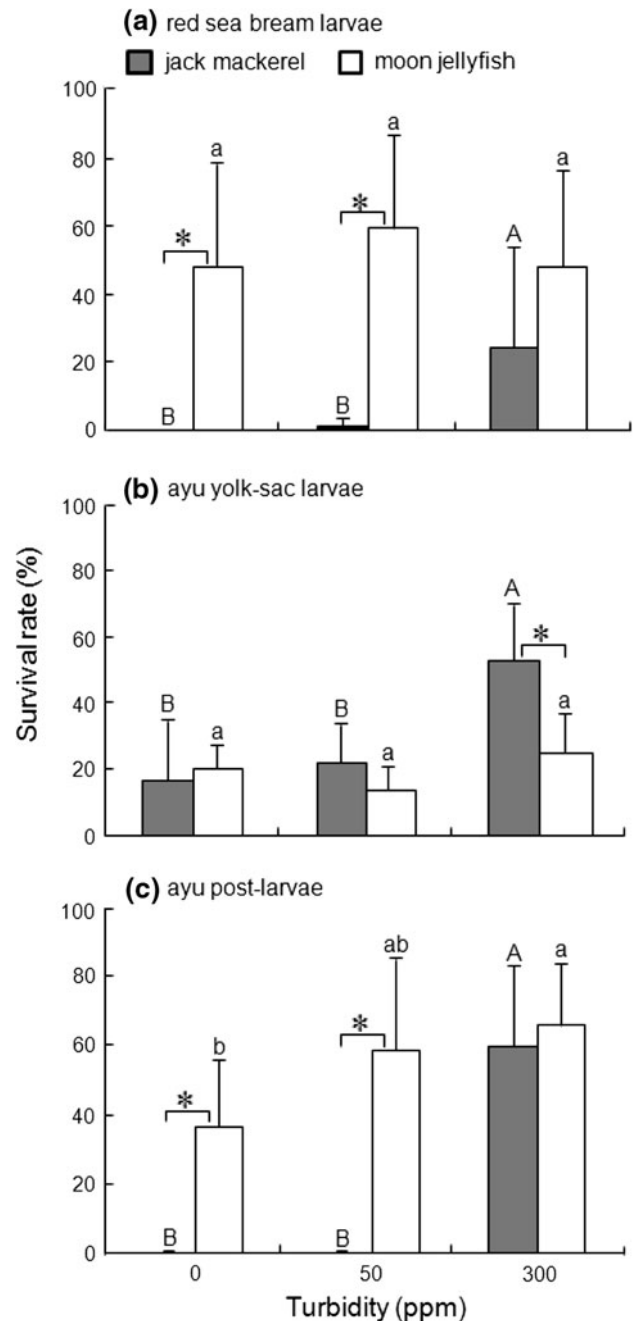 (a) red sea bream larvae
jack mackerel moon jellyfish
100
80
60
40
20
0
a
a
a
*
*
A
B
B
(b) ayu yolk-sac larvae
100
80
60
40
20
0
A
*
B
a
B
a
a
(c) ayu post-larvae
100
80
60
40
20
0
ab
A
a
*
b
*
B
B
0 50 300
Turbidity (ppm)
Survival rate (%)